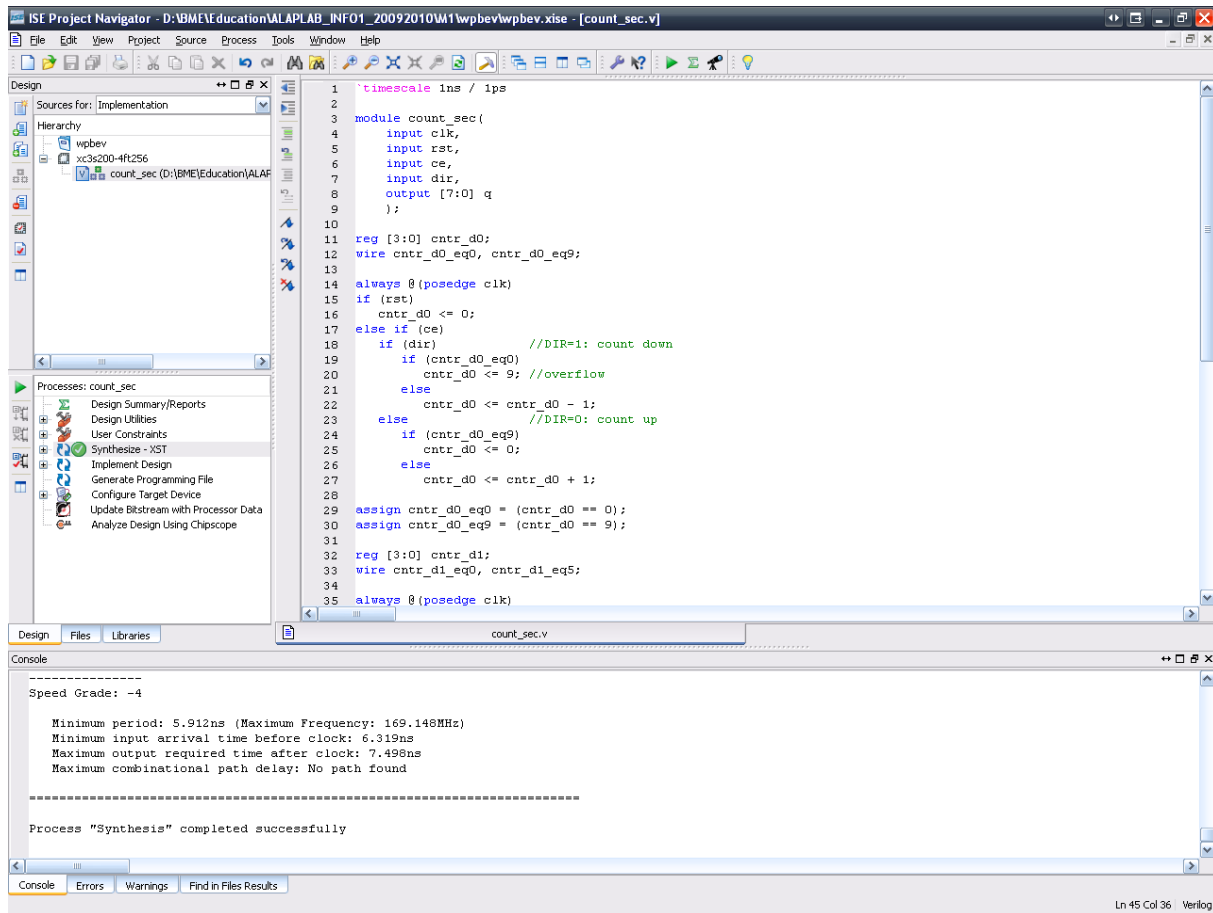 ISE Project Navigator - D:\BME\Education\ALAPLAB_INFO1_20092010\M1\wpbev\wpbev.xise - [count_sec.v]
File Edit View Project Source Process Tools Window Help
Design
Sources for: Implementation
Hierarchy
wpbev
xc3s200-4ft256
count_sec (D:\BME\Education\ALAP
Processes: count_sec
Design Summary/Reports
Design Utilities
User Constraints
Synthesize - XST
Implement Design
Generate Programming File
Configure Target Device
Update Bitstream with Processor Data
Analyze Design Using Chipscope
Design Files Libraries
1 `timescale 1ns / 1ps
2
3 module count_sec(
4 input clk,
5 input rst,
6 input ce,
7 input dir,
8 output [7:0] q
9 );
10
11 reg [3:0] cntr_d0;
12 wire cntr_d0_eq0, cntr_d0_eq9;
13
14 always @(posedge clk)
15 if (rst)
16 cntr_d0 <= 0;
17 else if (ce)
18 if (dir) //DIR=1: count down
19 if (cntr_d0_eq0)
20 cntr_d0 <= 9; //overflow
21 else
22 cntr_d0 <= cntr_d0 - 1;
23 else //DIR=0: count up
24 if (cntr_d0_eq9)
25 cntr_d0 <= 0;
26 else
27 cntr_d0 <= cntr_d0 + 1;
28
29 assign cntr_d0_eq0 = (cntr_d0 == 0);
30 assign cntr_d0_eq9 = (cntr_d0 == 9);
31
32 reg [3:0] cntr_d1;
33 wire cntr_d1_eq0, cntr_d1_eq5;
34
35 always @(posedge clk)
count_sec.v
Console
---------------
Speed Grade: -4
Minimum period: 5.912ns (Maximum Frequency: 169.148MHz)
Minimum input arrival time before clock: 6.319ns
Maximum output required time after clock: 7.498ns
Maximum combinational path delay: No path found
=========================================================================
Process "Synthesis" completed successfully
Console Errors Warnings Find in Files Results
Ln 45 Col 36 Verilog